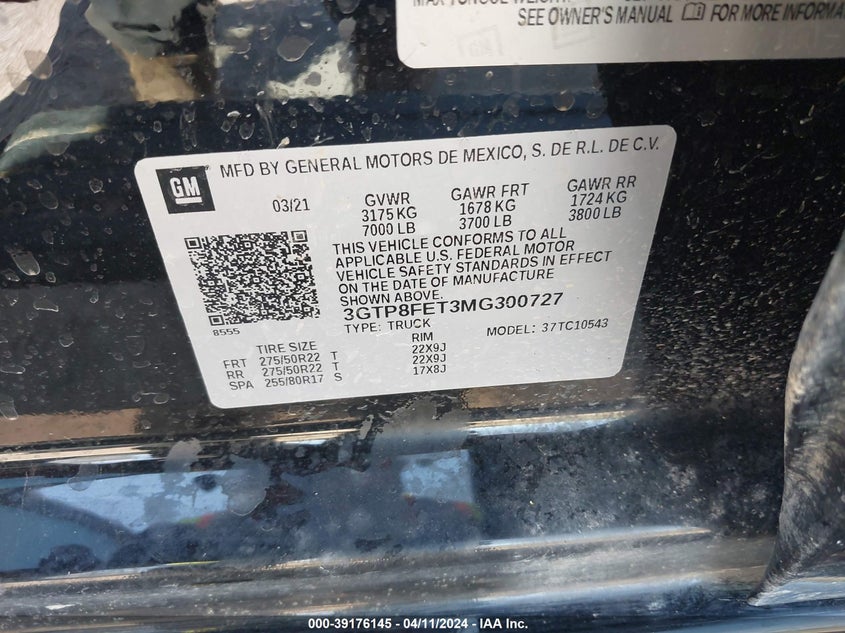 MAX TONGUE WEIGHT:
SEE OWNER'S MANUAL FOR MORE INFORMA
GM
MFD BY GENERAL MOTORS DE MEXICO, S. DE R.L. DE C.V.
03/21 GVWR GAWR FRT GAWR RR
3175 KG 1678 KG 1724 KG
7000 LB 3700 LB 3800 LB
THIS VEHICLE CONFORMS TO ALL
APPLICABLE U.S. FEDERAL MOTOR
VEHICLE SAFETY STANDARDS IN EFFECT
ON THE DATE OF MANUFACTURE
3GTP8FET3MG300727
8555
TYPE: TRUCK MODEL: 37TC10543
TIRE SIZE RIM
FRT 275/50R22 T 22X9J
RR 275/50R22 T 22X9J
SPA 255/80R17 S 17X8J
000-39176145 - 04/11/2024 - IAA Inc.